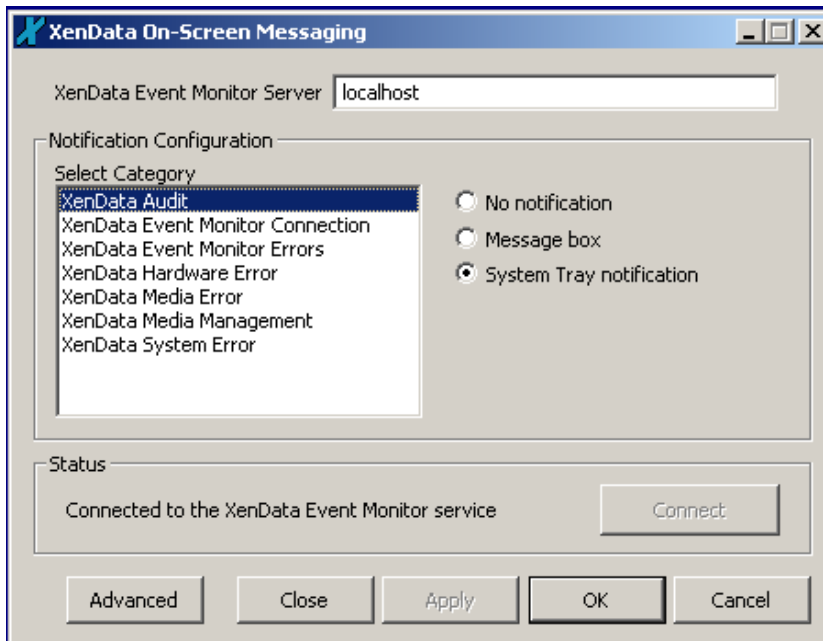 XenData On-Screen Messaging
XenData Event Monitor Server localhost
Notification Configuration
Select Category
XenData Audit
XenData Event Monitor Connection
XenData Event Monitor Errors
XenData Hardware Error
XenData Media Error
XenData Media Management
XenData System Error
No notification
Message box
System Tray notification
Status
Connected to the XenData Event Monitor service Connect
Advanced Close Apply OK Cancel